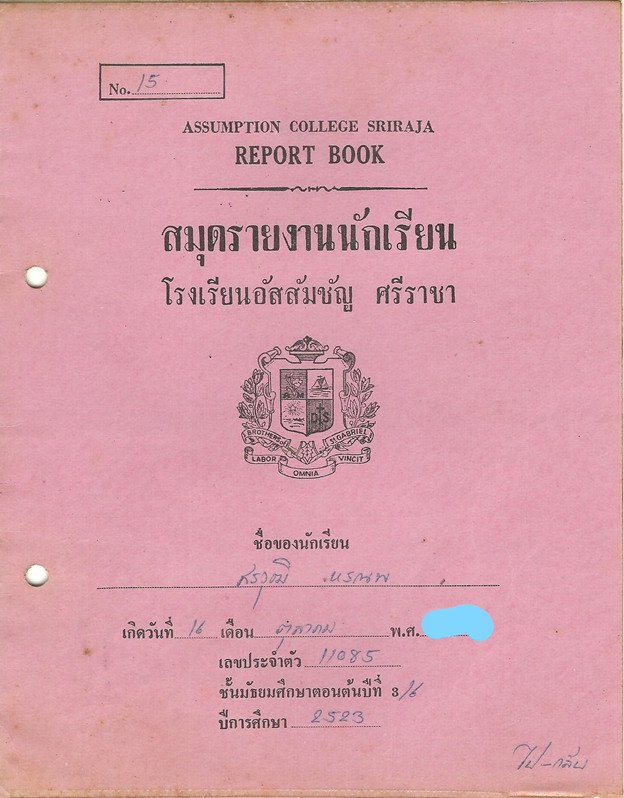 No. 15
ASSUMPTION COLLEGE SRIRAJA
REPORT BOOK
สมุดรายงานนักเรียน
โรงเรียนอัสสัมชัญ ศรีราชา
A M
D S
BROTHERS of ST GABRIEL
LABOR OMNIA VINCIT
ชื่อของนักเรียน
เกิดวันที่ 16 เดือน ตุลาคม พ.ศ.
เลขประจำตัว 11085
ชั้นมัธยมศึกษาตอนต้นปีที่ 3/6
ปีการศึกษา 2523
ไป-กลับ